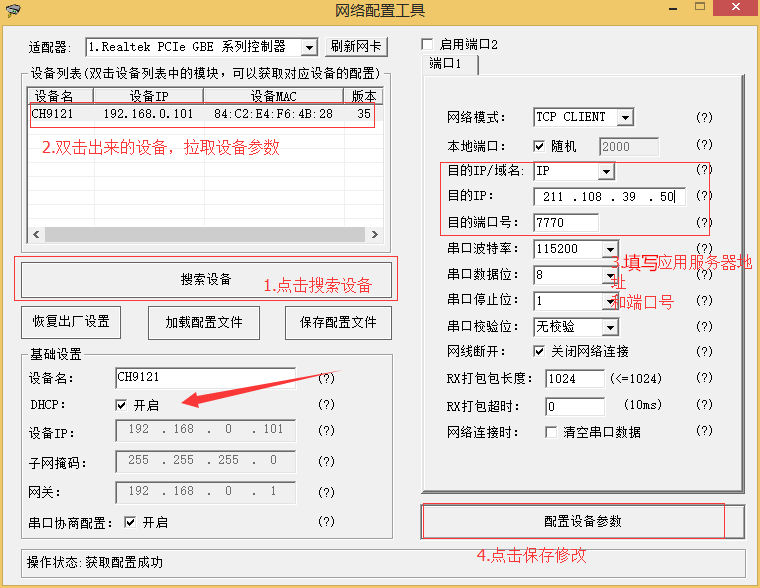 网络配置工具
适配器: 1.Realtek PCIe GBE 系列控制器 刷新网卡
设备列表(双击设备列表中的模块，可以获取对应设备的配置)
设备名 设备IP 设备MAC 版本
CH9121 192.168.0.101 84:C2:E4:F6:4B:28 35
2.双击出来的设备，拉取设备参数
搜索设备
1.点击搜索设备
恢复出厂设置 加载配置文件 保存配置文件
基础设置
设备名: CH9121 (?)
DHCP: 开启 (?)
设备IP: 192 . 168 . 0 . 101 (?)
子网掩码: 255 . 255 . 255 . 0 (?)
网关: 192 . 168 . 0 . 1 (?)
串口协商配置: 开启 (?)
操作状态:获取配置成功
启用端口2
端口1
网络模式: TCP CLIENT (?)
本地端口: 随机 2000 (?)
目的IP/域名: IP (?)
目的IP: 211 .108 . 39 . 50 (?)
目的端口号: 7770 (?)
串口波特率: 115200 (?)
3.填写应用服务器地
址
和端口号
串口数据位: 8 (?)
串口停止位: 1 (?)
串口校验位: 无校验 (?)
网线断开: 关闭网络连接 (?)
RX打包包长度: 1024 (<=1024) (?)
RX打包超时: 0 (10ms) (?)
网络连接时: 清空串口数据 (?)
配置设备参数
4.点击保存修改